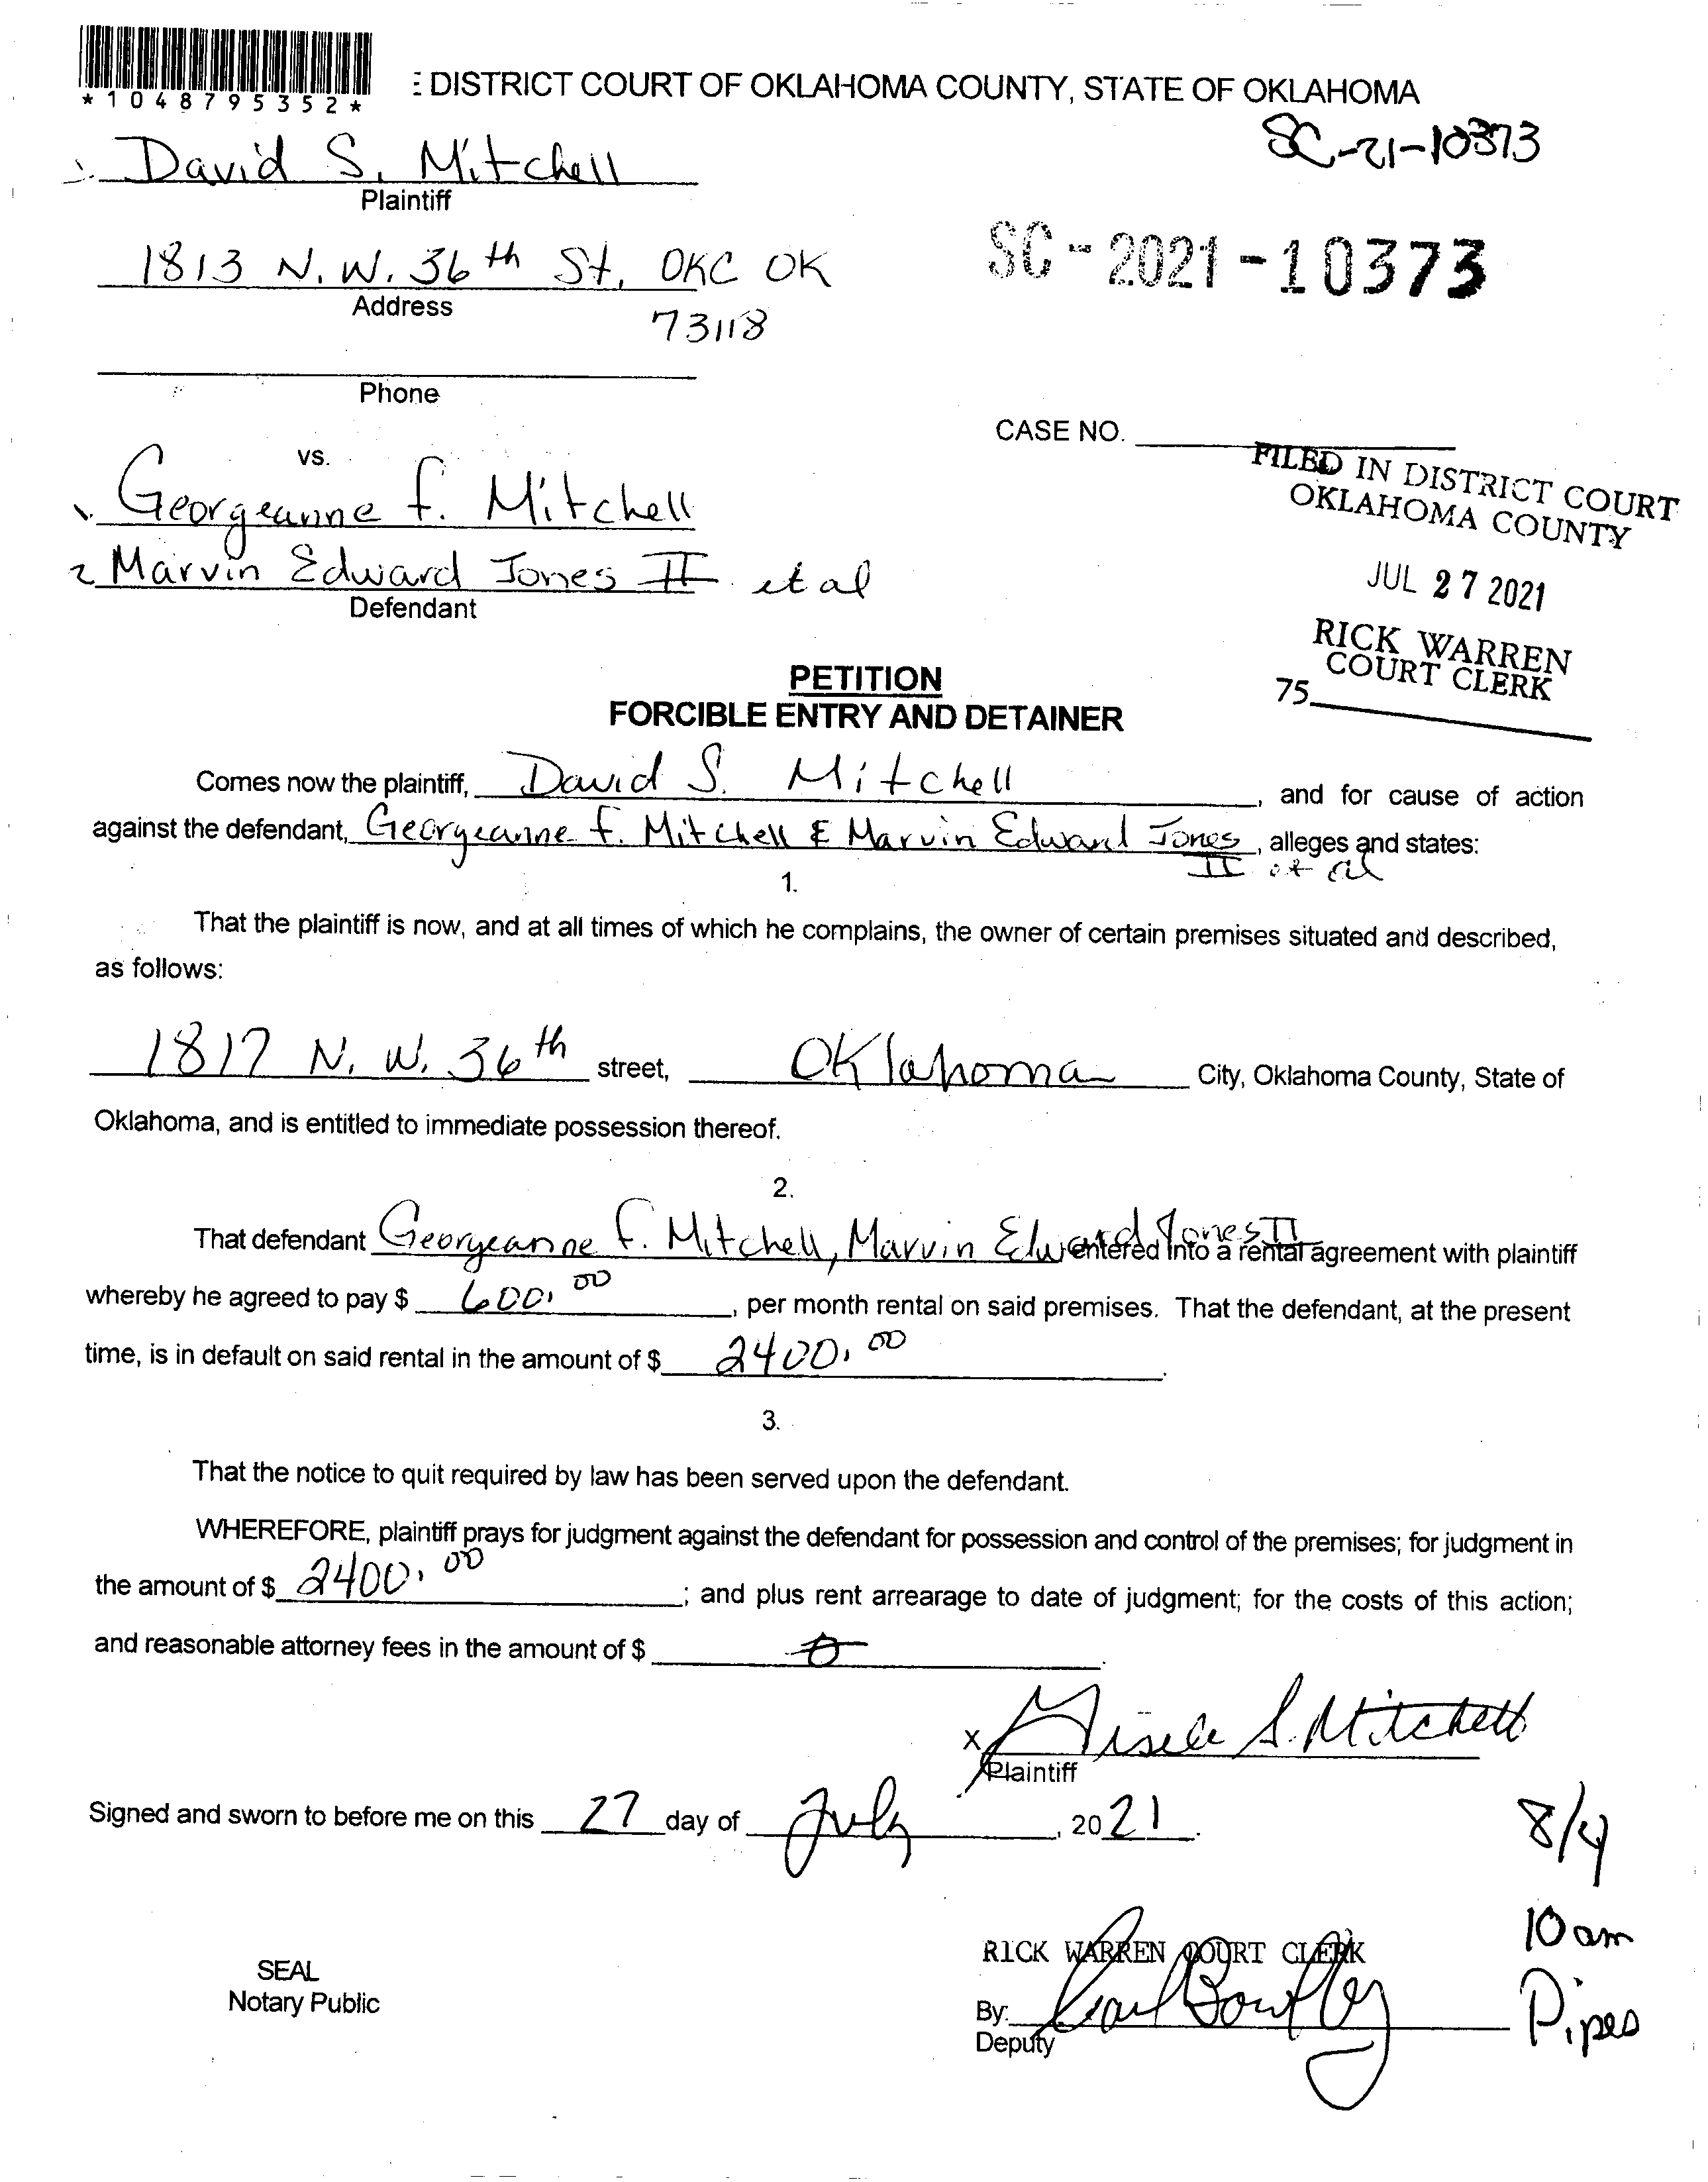 *1048795352*
DISTRICT COURT OF OKLAHOMA COUNTY, STATE OF OKLAHOMA
SC-21-10373
David S. Mitchell
Plaintiff
SC-2021-10373
1813 N.W. 36th St, OKC OK
Address
73118
Phone
CASE NO.
vs.
FILED IN DISTRICT COURT
OKLAHOMA COUNTY
1. Georgeanne F. Mitchell
2 Marvin Edward Jones II et al
Defendant
JUL 27 2021
RICK WARREN
COURT CLERK
75
PETITION
FORCIBLE ENTRY AND DETAINER
Comes now the plaintiff, David S. Mitchell, and for cause of action
against the defendant, Georgeanne F. Mitchell & Marvin Edward Jones, alleges and states:
II et al
1.
That the plaintiff is now, and at all times of which he complains, the owner of certain premises situated and described,
as follows:
1817 N. W. 36th street, Oklahoma City, Oklahoma County, State of
Oklahoma, and is entitled to immediate possession thereof.
2.
That defendant Georgeanne F. Mitchell, Marvin Edward Jones II entered into a rental agreement with plaintiff
whereby he agreed to pay $ 600.00, per month rental on said premises. That the defendant, at the present
time, is in default on said rental in the amount of $ 2400.00.
3.
That the notice to quit required by law has been served upon the defendant.
WHEREFORE, plaintiff prays for judgment against the defendant for possession and control of the premises; for judgment in
the amount of $ 2400.00; and plus rent arrearage to date of judgment; for the costs of this action;
and reasonable attorney fees in the amount of $ 0.
X Gisele S. Mitchell
Plaintiff
Signed and sworn to before me on this 27 day of July, 2021.
8/4
10 am
Pipes
RICK WARREN COURT CLERK
SEAL
Notary Public
By:
Deputy